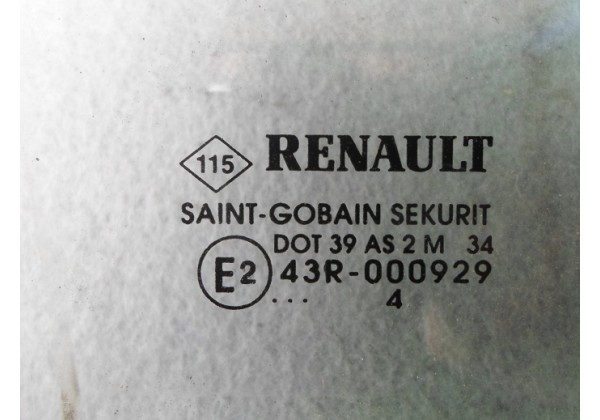 115 RENAULT
SAINT-GOBAIN SEKURIT
DOT 39 AS 2 M 34
E2 43R-000929
... 4